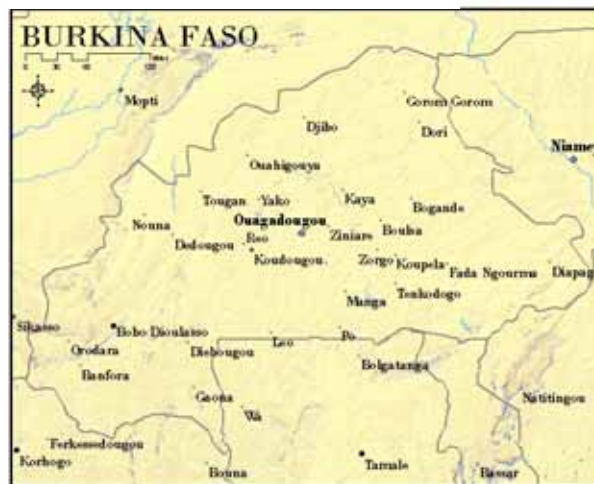 BURKINA FASO
Mopti
Gorom Gorom
Djibo
Dori
Niamey
Ouahigouya
Tougan
Yako
Kaya
Bogande
Nouna
Ouagadougou
Boulsa
Dedougou
Reo
Ziniare
Koudougou
Zorgo
Koupela
Fada Ngourma
Diapag
Manga
Tenkodogo
Sikasso
Bobo Dioulasso
Leo
Po
Orodara
Diebougou
Bolgatanga
Banfora
Gaoua
Natitingou
Wa
Ferkessedougou
Korhogo
Bouna
Tamale
Bassar